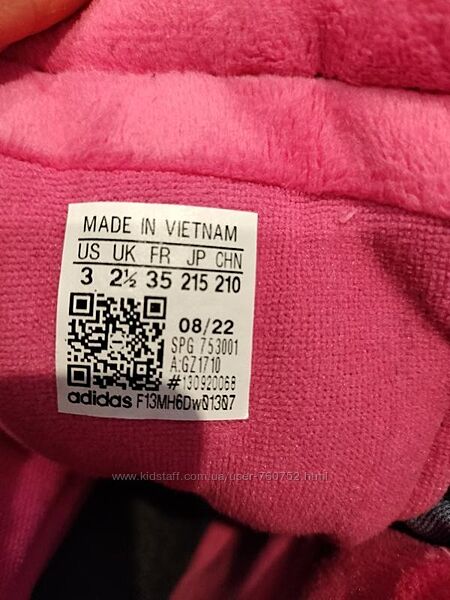 MADE IN VIETNAM
US UK FR JP CHN
3 2½ 35 215 210
08/22
SPG 753001
A:GZ1710
#130920068
adidas F13MH6DwQ1307
www.kidstaff.com.ua/user-760752.html